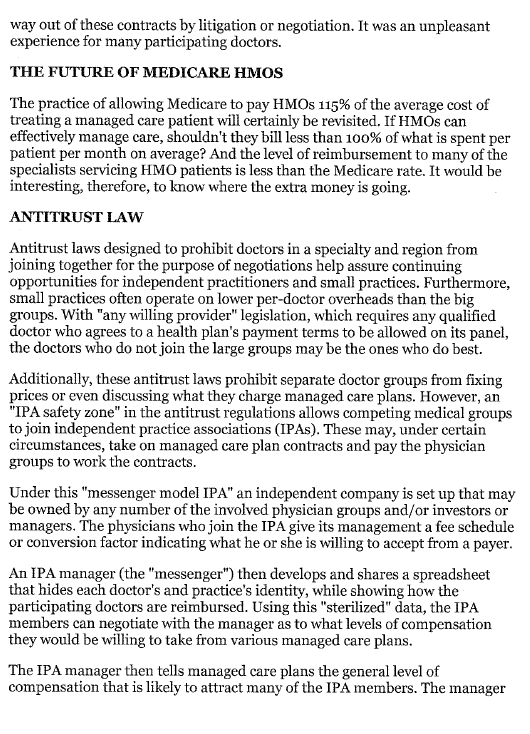 way out of these contracts by litigation or negotiation. It was an unpleasant
experience for many participating doctors.
THE FUTURE OF MEDICARE HMOS
The practice of allowing Medicare to pay HMOs 115% of the average cost of
treating a managed care patient will certainly be revisited. If HMOs can
effectively manage care, shouldn't they bill less than 100% of what is spent per
patient per month on average? And the level of reimbursement to many of the
specialists servicing HMO patients is less than the Medicare rate. It would be
interesting, therefore, to know where the extra money is going.
ANTITRUST LAW
Antitrust laws designed to prohibit doctors in a specialty and region from
joining together for the purpose of negotiations help assure continuing
opportunities for independent practitioners and small practices. Furthermore,
small practices often operate on lower per-doctor overheads than the big
groups. With "any willing provider" legislation, which requires any qualified
doctor who agrees to a health plan's payment terms to be allowed on its panel,
the doctors who do not join the large groups may be the ones who do best.
Additionally, these antitrust laws prohibit separate doctor groups from fixing
prices or even discussing what they charge managed care plans. However, an
"IPA safety zone" in the antitrust regulations allows competing medical groups
to join independent practice associations (IPAs). These may, under certain
circumstances, take on managed care plan contracts and pay the physician
groups to work the contracts.
Under this "messenger model IPA" an independent company is set up that may
be owned by any number of the involved physician groups and/or investors or
managers. The physicians who join the IPA give its management a fee schedule
or conversion factor indicating what he or she is willing to accept from a payer.
An IPA manager (the "messenger") then develops and shares a spreadsheet
that hides each doctor's and practice's identity, while showing how the
participating doctors are reimbursed. Using this "sterilized" data, the IPA
members can negotiate with the manager as to what levels of compensation
they would be willing to take from various managed care plans.
The IPA manager then tells managed care plans the general level of
compensation that is likely to attract many of the IPA members. The manager